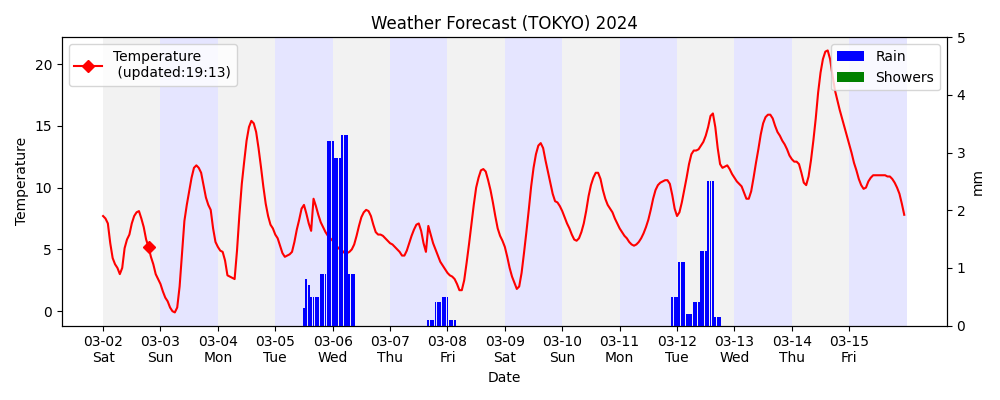 Weather Forecast (TOKYO) 2024
Temperature
(updated:19:13)
Rain
Showers
Temperature
20
15
10
5
0
5
4
3
2
1
0
mm
03-02 03-03 03-04 03-05 03-06 03-07 03-08 03-09 03-10 03-11 03-12 03-13 03-14 03-15
Sat Sun Mon Tue Wed Thu Fri Sat Sun Mon Tue Wed Thu Fri
Date